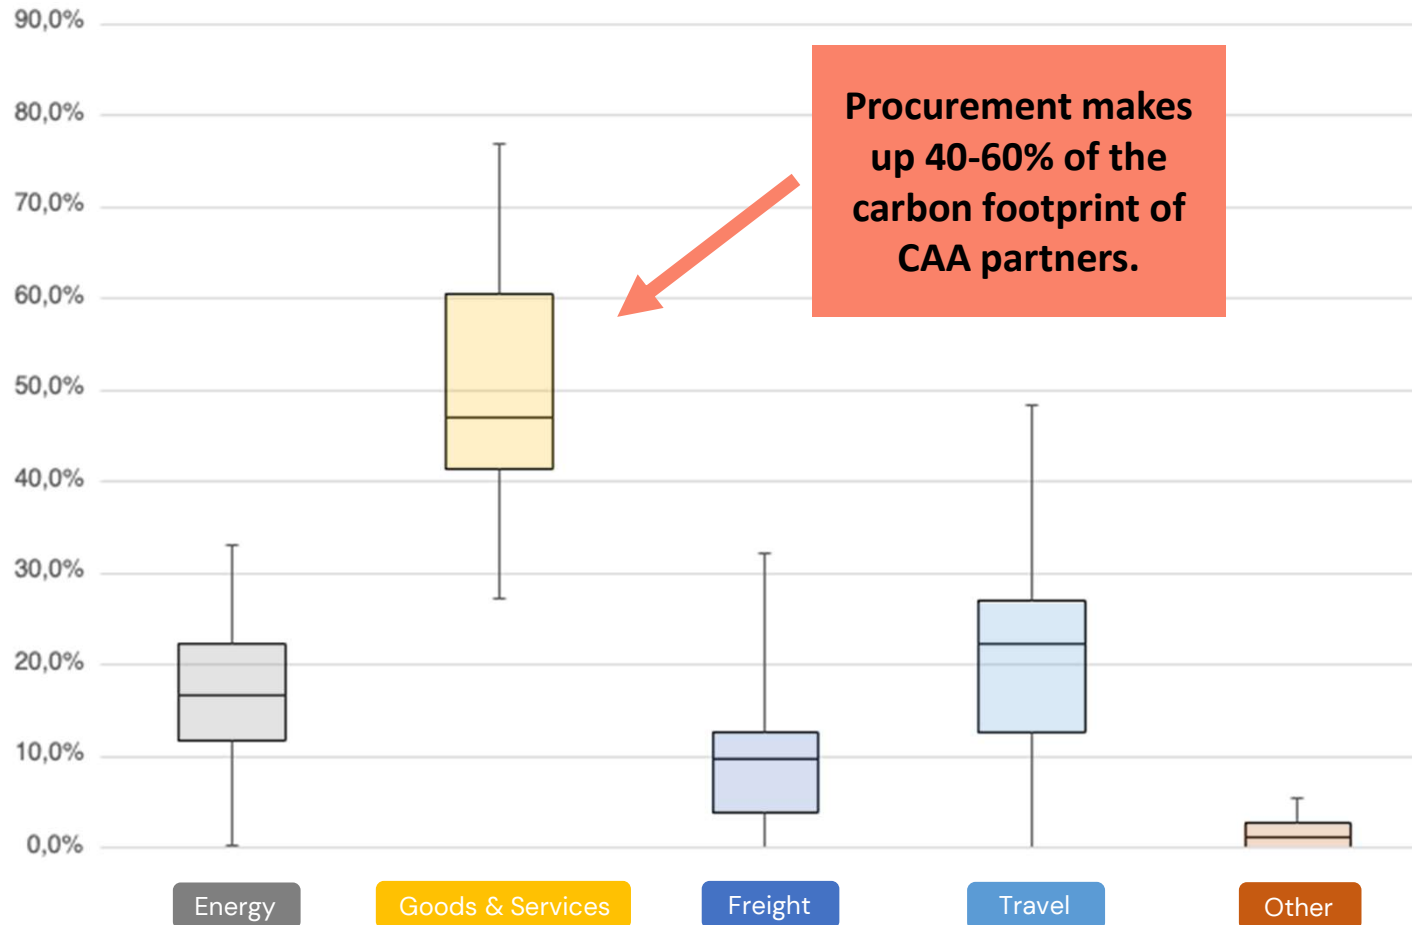 90,0%
80,0%
70,0%
60,0%
50,0%
40,0%
30,0%
20,0%
10,0%
0,0%
Procurement makes
up 40-60% of the
carbon footprint of
CAA partners.
Energy
Goods & Services
Freight
Travel
Other